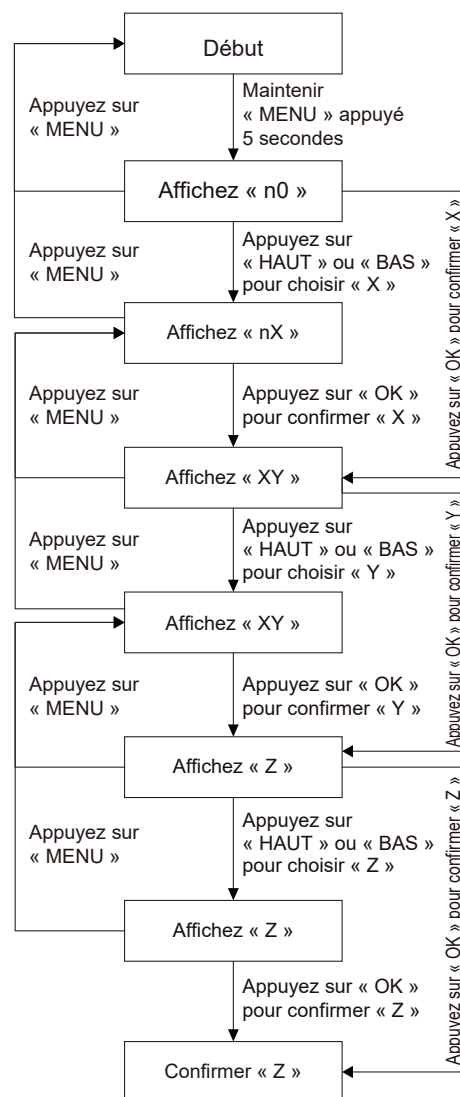 Début
Maintenir
« MENU » appuyé
5 secondes
Appuyez sur
« MENU »
Affichez « n0 »
Appuyez sur
« MENU »
Appuyez sur
« HAUT » ou « BAS »
pour choisir « X »
Appuyez sur « OK » pour confirmer « X »
Affichez « nX »
Appuyez sur
« MENU »
Appuyez sur « OK »
pour confirmer « X »
Affichez « XY »
Appuyez sur
« MENU »
Appuyez sur
« HAUT » ou « BAS »
pour choisir « Y »
Appuyez sur « OK » pour confirmer « Y »
Affichez « XY »
Appuyez sur
« MENU »
Appuyez sur « OK »
pour confirmer « Y »
Affichez « Z »
Appuyez sur
« MENU »
Appuyez sur
« HAUT » ou « BAS »
pour choisir « Z »
Appuyez sur « OK » pour confirmer « Z »
Affichez « Z »
Appuyez sur « OK »
pour confirmer « Z »
Confirmer « Z »